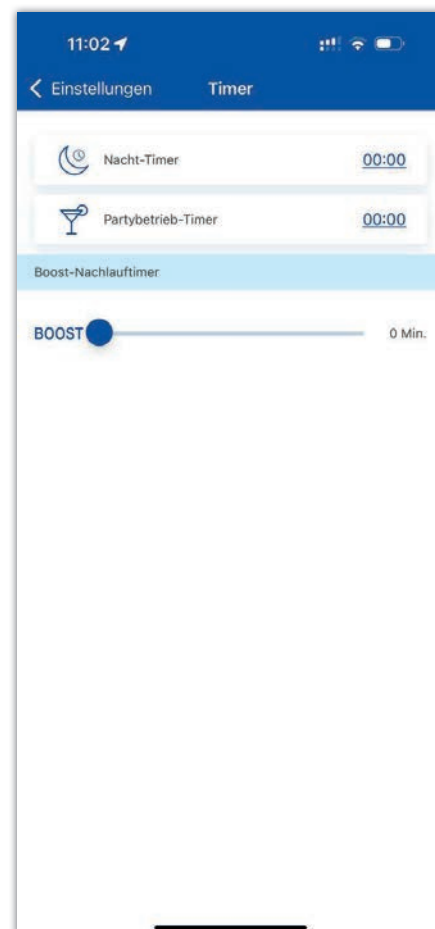 11:02
Einstellungen Timer
Nacht-Timer 00:00
Partybetrieb-Timer 00:00
Boost-Nachlauftimer
BOOST 0 Min.